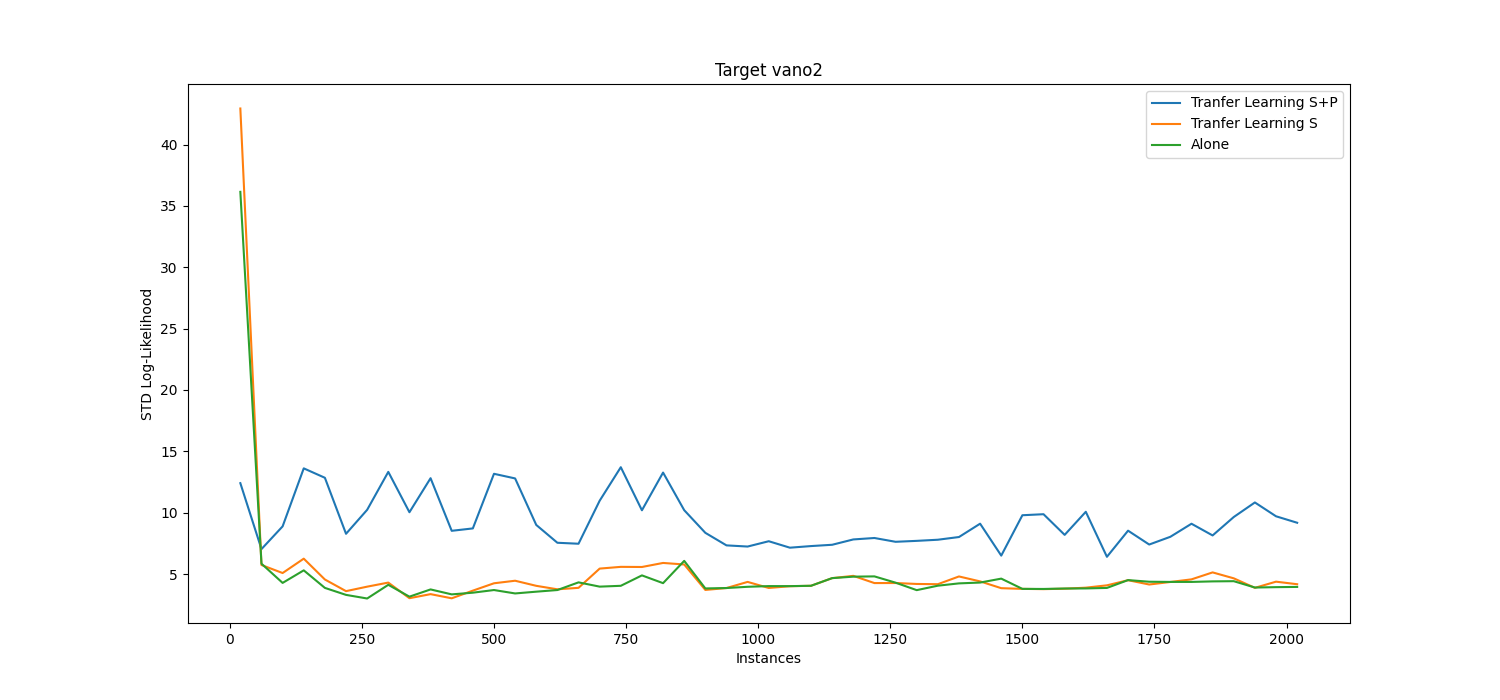 Target vano2
Tranfer Learning S+P
Tranfer Learning S
Alone
STD Log-Likelihood
40
35
30
25
20
15
10
5
0 250 500 750 1000 1250 1500 1750 2000
Instances